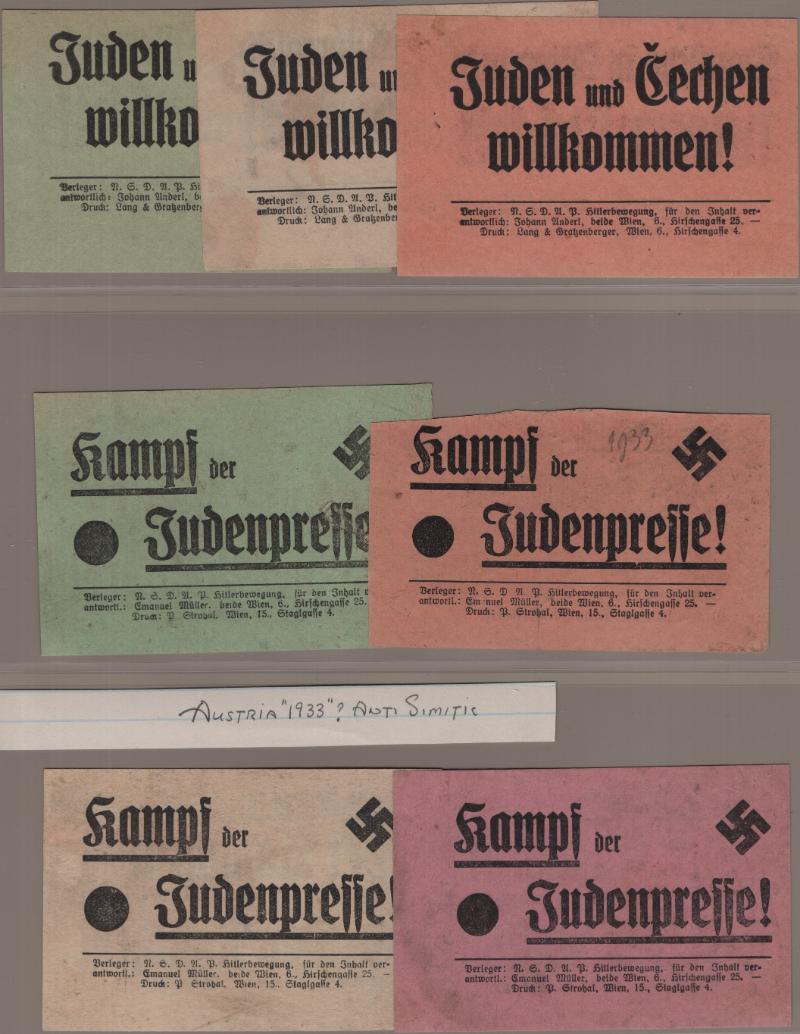 Juden u
willko
Verleger: N. S. D. A. P. Hi
antwortlich: Johann Anderl, b
Druck: Lang & Gratzenberg
Juden un
willko
Verleger: N. S. D. A. P. Hit
antwortlich: Johann Anderl, be
Druck: Lang & Gratzenber
Juden und Čechen
willkommen!
Verleger: N. S. D. A. P. Hitlerbewegung, für den Inhalt ver-
antwortlich: Johann Anderl, beide Wien, 6., Hirschengasse 25. —
Druck: Lang & Gratzenberger, Wien, 6., Hirschengasse 4.
Kampf der
Judenpresse
Verleger: N. S. D. A. P. Hitlerbewegung, für den Inhalt v
antwortl.: Emanuel Müller, beide Wien, 6., Hirschengasse 25.
Druck: P. Strohal, Wien, 15., Staglgasse 4.
1933
Kampf der
Judenpresse!
Verleger: N. S. D. A. P. Hitlerbewegung, für den Inhalt ver-
antwortl.: Emanuel Müller, beide Wien, 6., Hirschengasse 25. —
Druck: P. Strohal, Wien, 15., Staglgasse 4.
AUSTRIA "1933"? ANTI SIMITIC
Kampf der
Judenpresse!
Verleger: N. S. D. A. P. Hitlerbewegung, für den Inhalt ver-
antwortl.: Emanuel Müller, beide Wien, 6., Hirschengasse 25. —
Druck: P. Strohal, Wien, 15., Staglgasse 4.
Kampf der
Judenpresse!
Verleger: N. S. D. A. P. Hitlerbewegung, für den Inhalt ver-
antwortl.: Emanuel Müller, beide Wien, 6., Hirschengasse 25. —
Druck: P. Strohal, Wien, 15., Staglgasse 4.